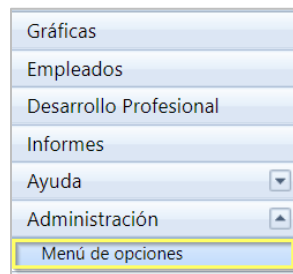 Gráficas
Empleados
Desarrollo Profesional
Informes
Ayuda
Administración
Menú de opciones